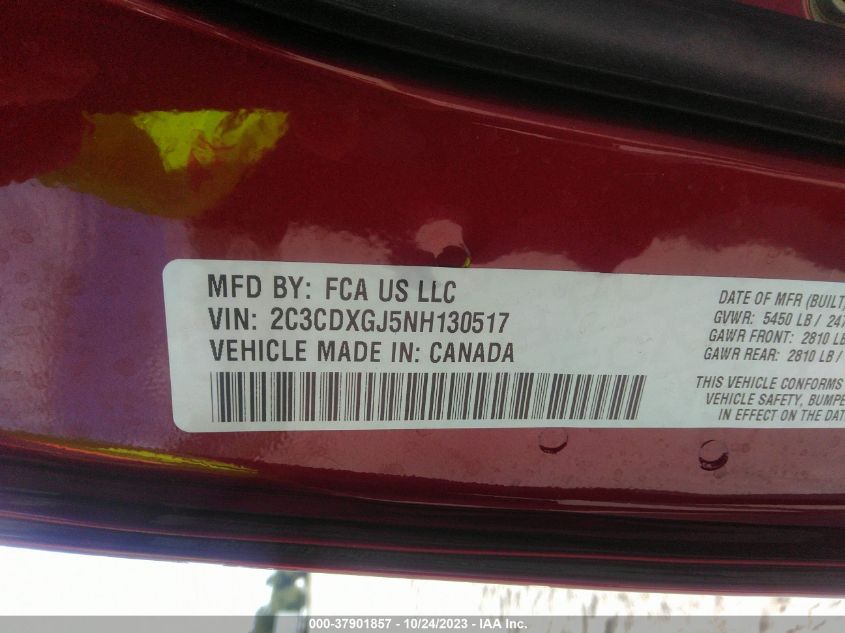 MFD BY: FCA US LLC
VIN: 2C3CDXGJ5NH130517
VEHICLE MADE IN: CANADA
DATE OF MFR (BUILT)
GVWR: 5450 LB / 247
GAWR FRONT: 2810 LB
GAWR REAR: 2810 LB /
THIS VEHICLE CONFORMS
VEHICLE SAFETY, BUMPE
IN EFFECT ON THE DAT
000-37901857 | 10/24/2023 | IAA Inc.